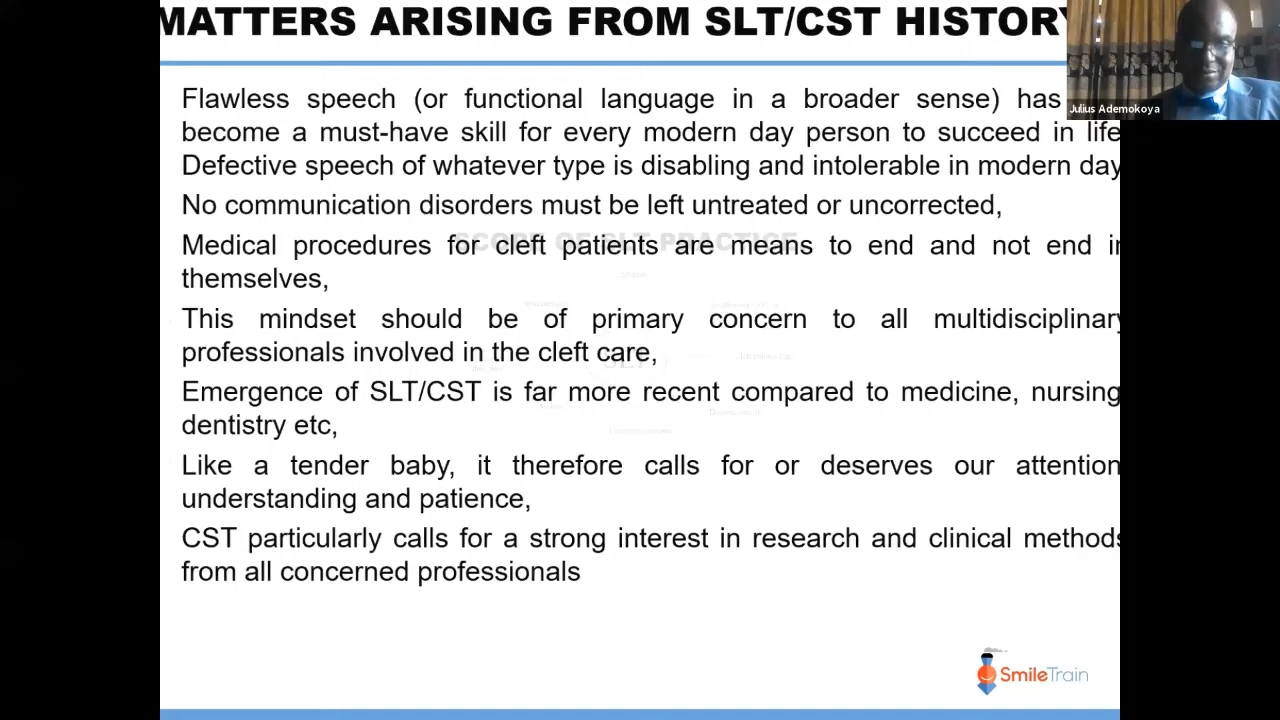 MATTERS ARISING FROM SLT/CST HISTORY
Julius Ademokoya
Flawless speech (or functional language in a broader sense) has
become a must-have skill for every modern day person to succeed in life
Defective speech of whatever type is disabling and intolerable in modern day
No communication disorders must be left untreated or uncorrected,
SCOPE OF SLT PRACTICE
Medical procedures for cleft patients are means to end and not end in
themselves,
This mindset should be of primary concern to all multidisciplinary
professionals involved in the cleft care,
SLT
Emergence of SLT/CST is far more recent compared to medicine, nursing
dentistry etc,
Like a tender baby, it therefore calls for or deserves our attention
understanding and patience,
CST particularly calls for a strong interest in research and clinical methods
from all concerned professionals
SmileTrain